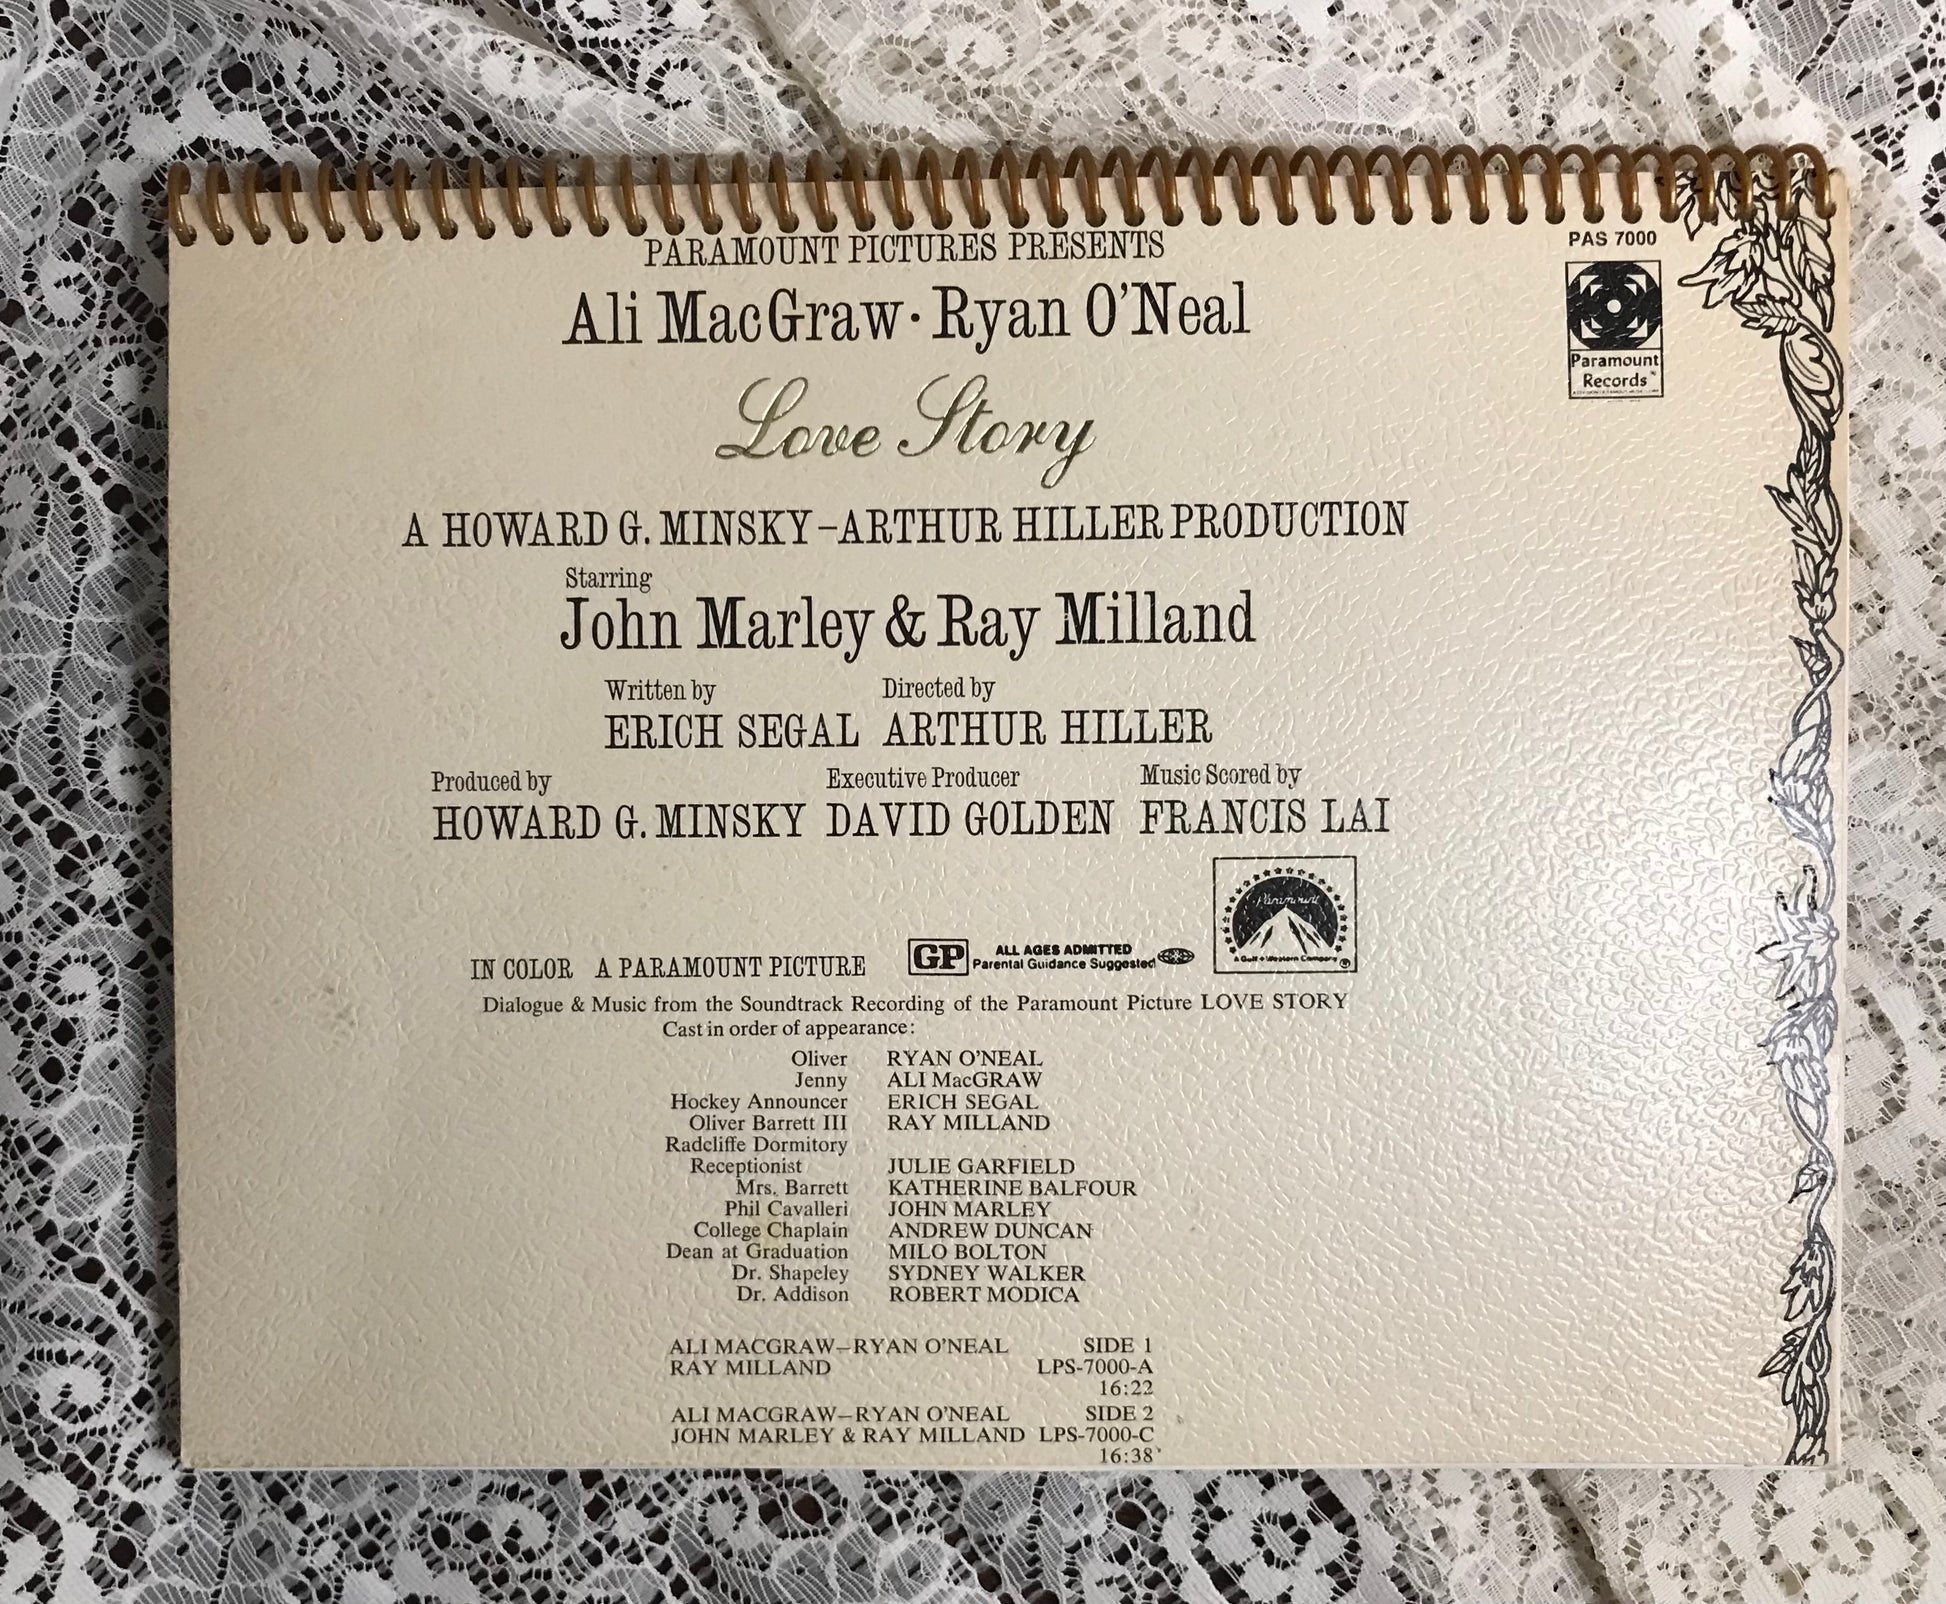 PARAMOUNT PICTURES PRESENTS
PAS 7000
Ali MacGraw · Ryan O'Neal
Paramount
Records
Love Story
A HOWARD G. MINSKY–ARTHUR HILLER PRODUCTION
Starring
John Marley & Ray Milland
Written by Directed by
ERICH SEGAL ARTHUR HILLER
Produced by Executive Producer Music Scored by
HOWARD G. MINSKY DAVID GOLDEN FRANCIS LAI
Paramount
A Gulf + Western Company ®
IN COLOR A PARAMOUNT PICTURE
GP ALL AGES ADMITTED
Parental Guidance Suggested
Dialogue & Music from the Soundtrack Recording of the Paramount Picture LOVE STORY
Cast in order of appearance:
Oliver RYAN O'NEAL
Jenny ALI MacGRAW
Hockey Announcer ERICH SEGAL
Oliver Barrett III RAY MILLAND
Radcliffe Dormitory
Receptionist JULIE GARFIELD
Mrs. Barrett KATHERINE BALFOUR
Phil Cavalleri JOHN MARLEY
College Chaplain ANDREW DUNCAN
Dean at Graduation MILO BOLTON
Dr. Shapeley SYDNEY WALKER
Dr. Addison ROBERT MODICA
ALI MACGRAW–RYAN O'NEAL SIDE 1
RAY MILLAND LPS-7000-A
16:22
ALI MACGRAW–RYAN O'NEAL SIDE 2
JOHN MARLEY & RAY MILLAND LPS-7000-C
16:38